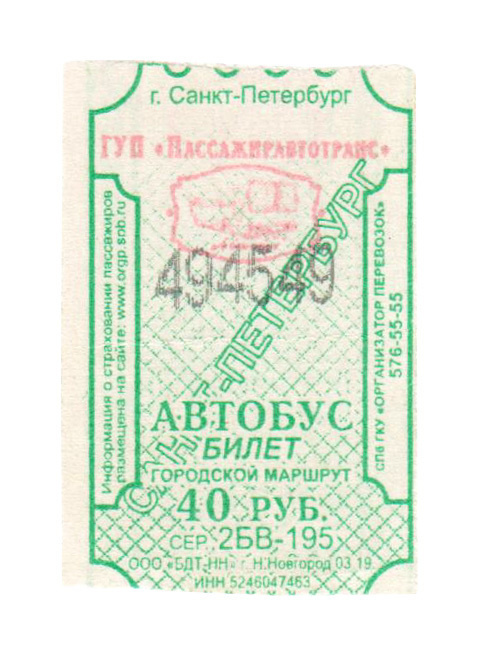 г. Санкт-Петербург
ГУП «Пассажиравтотранс»
494549
САНКТ-ПЕТЕРБУРГ
Информация о страховании пассажиров
размещена на сайте: www.orgp.spb.ru
СПб ГКУ «ОРГАНИЗАТОР ПЕРЕВОЗОК»
576-55-55
АВТОБУС
БИЛЕТ
ГОРОДСКОЙ МАРШРУТ
40 РУБ.
СЕР. 2БВ-195
ООО «БДТ-НН» г. Н.Новгород 03.19.
ИНН 5246047463